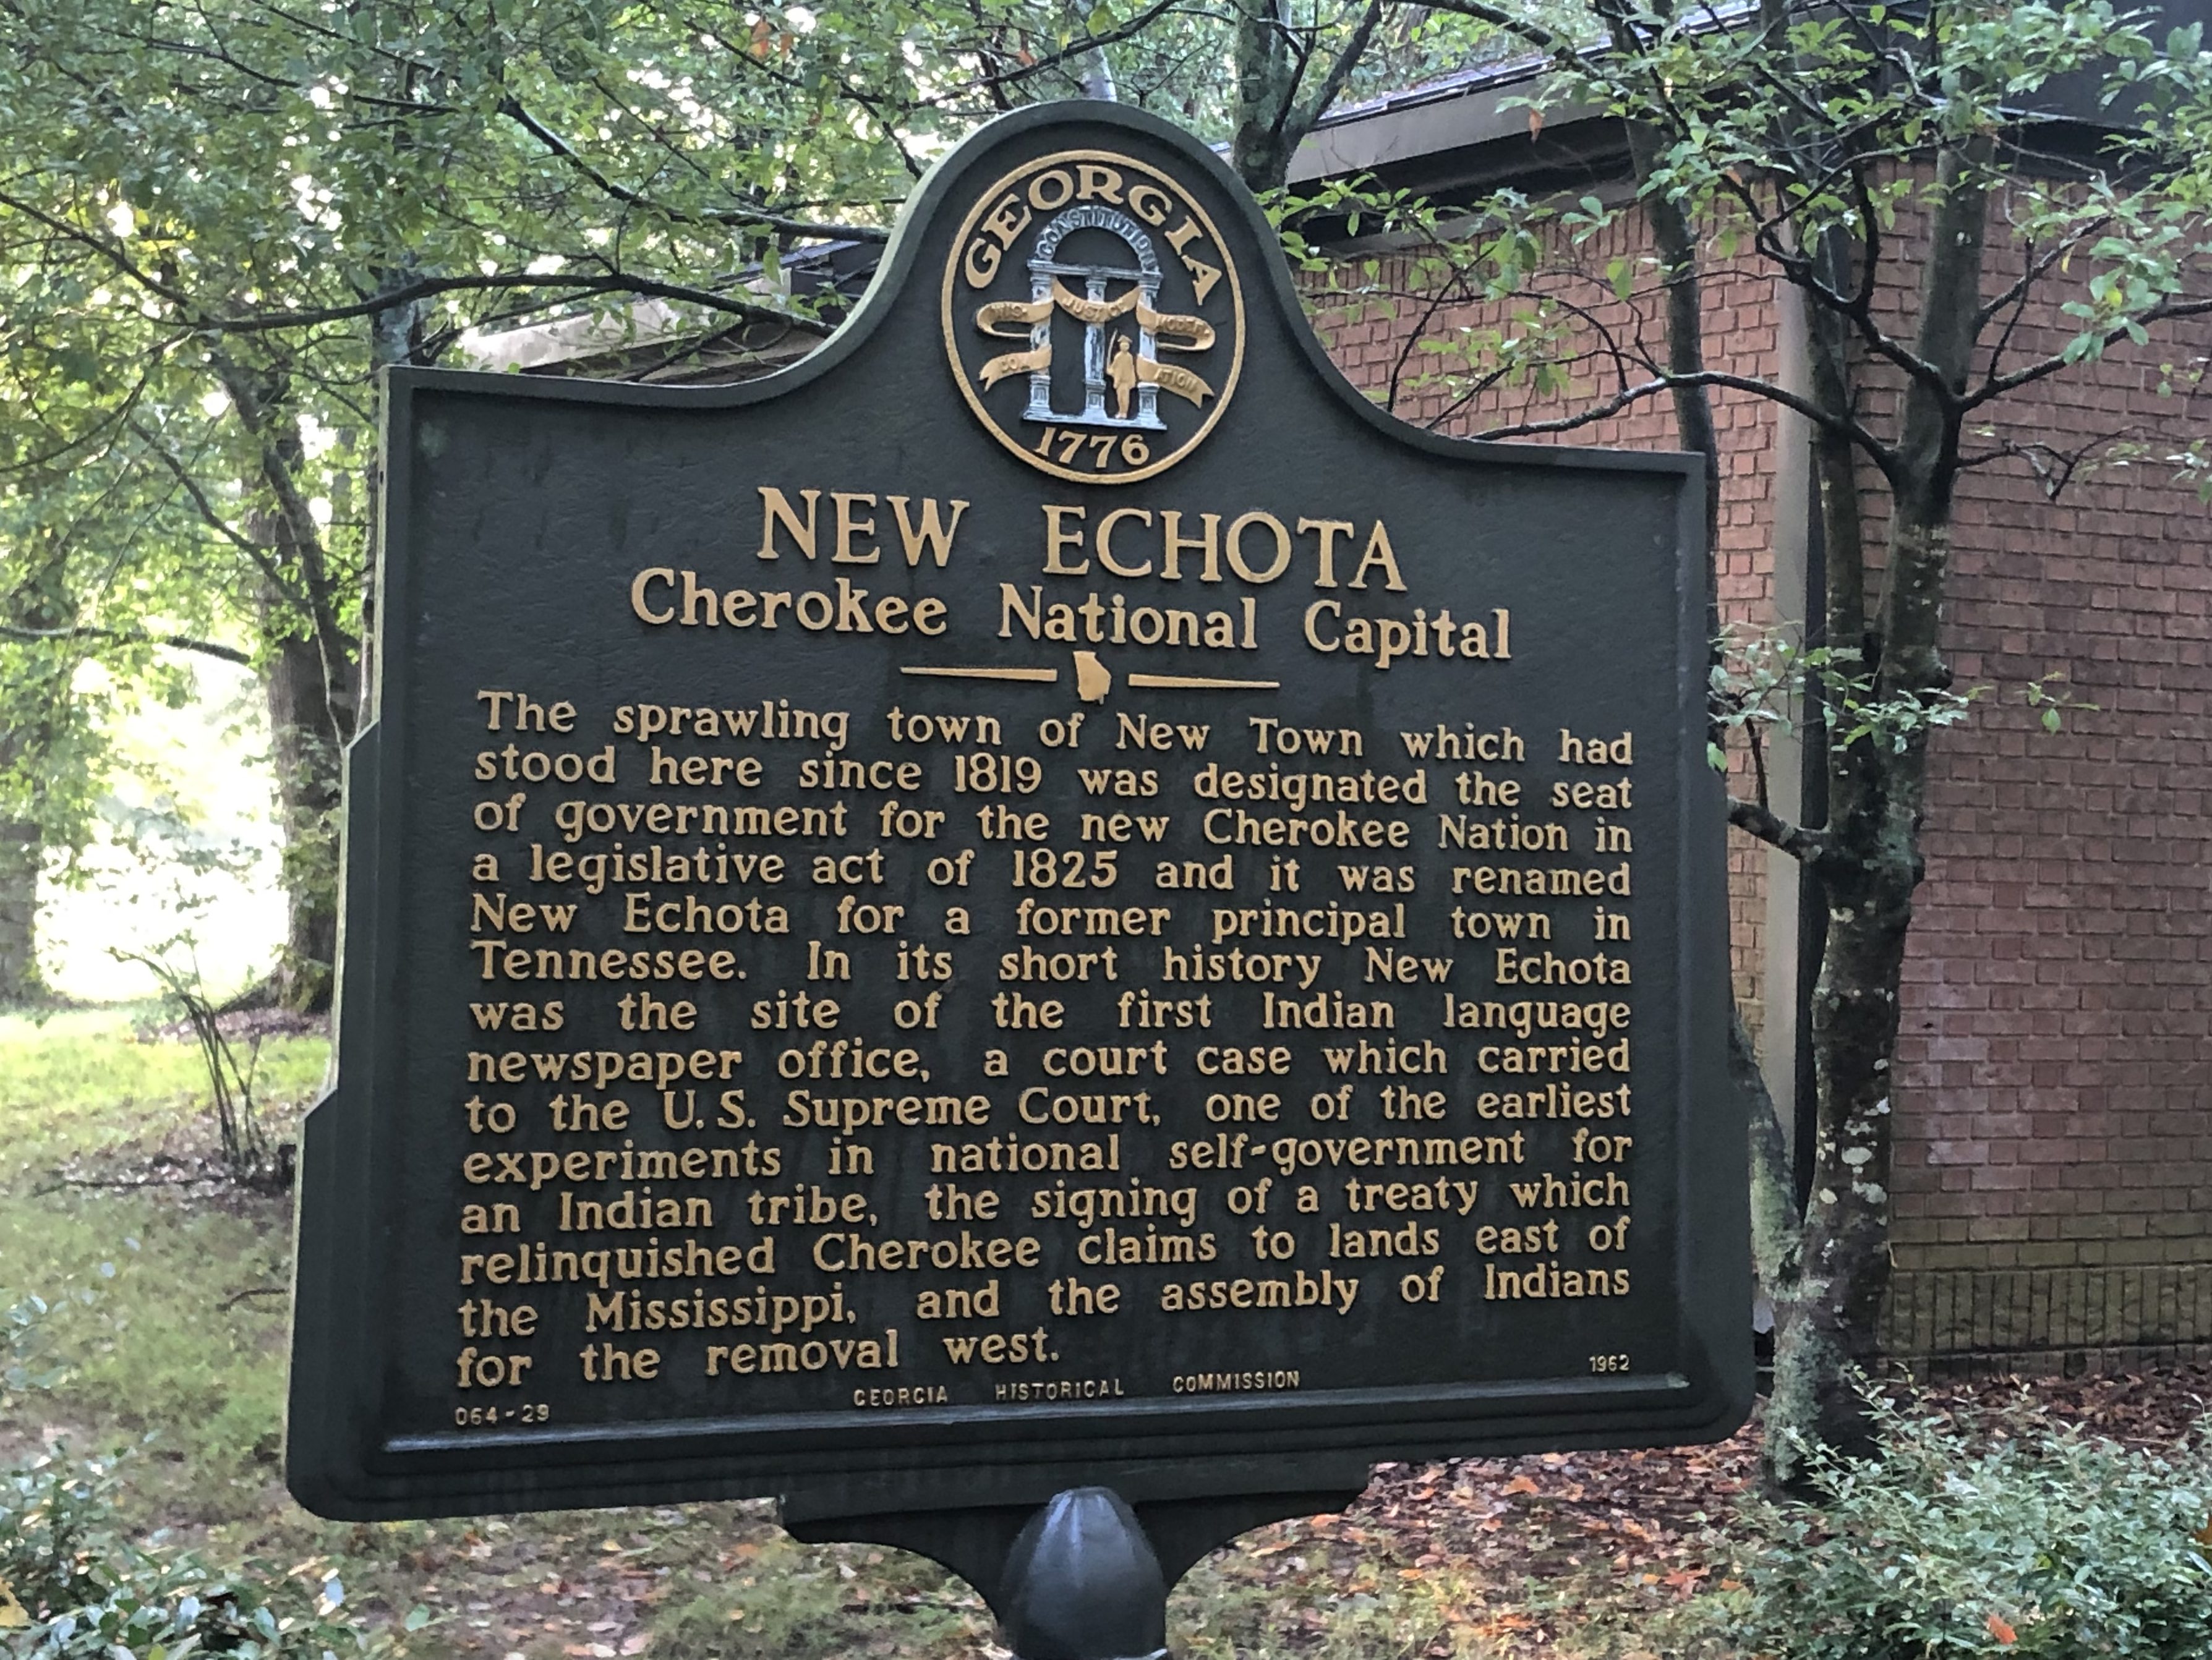 GEORGIA
CONSTITUTION
JUSTICE
1776
NEW ECHOTA
Cherokee National Capital
The sprawling town of New Town which had
stood here since 1819 was designated the seat
of government for the new Cherokee Nation in
a legislative act of 1825 and it was renamed
New Echota for a former principal town in
Tennessee. In its short history New Echota
was the site of the first Indian language
newspaper office, a court case which carried
to the U.S. Supreme Court, one of the earliest
experiments in national self-government for
an Indian tribe, the signing of a treaty which
relinquished Cherokee claims to lands east of
the Mississippi, and the assembly of Indians
for the removal west.
064-29 GEORGIA HISTORICAL COMMISSION 1962